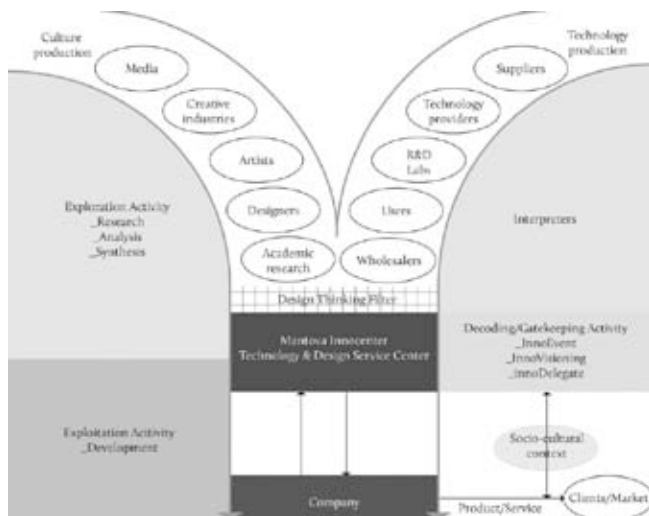 Culture
production
Media
Creative
industries
Artists
Designers
Academic
research
Technology
production
Suppliers
Technology
providers
R&D
Labs
Users
Wholesalers
Exploration Activity
_Research
_Analysis
_Synthesis
Interpreters
Design Thinking Filter
Mantova Innocenter
Technology & Design Service Center
Decoding/Gatekeeping Activity
_InnoEvent
_InnoVisioning
_InnoDelegate
Exploitation Acitivity
_Development
Socio-cultural
context
Company
Product/Service
Clients/Market